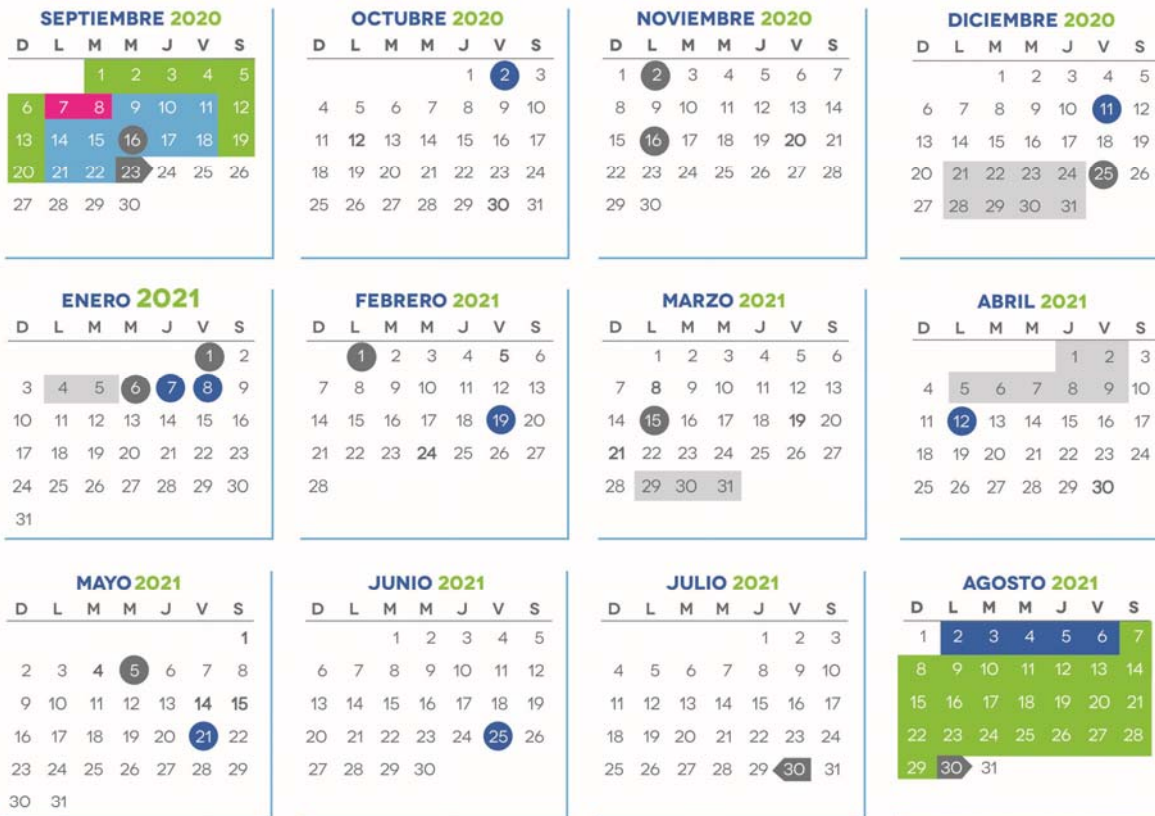 SEPTIEMBRE 2020
D L M M J V S
1 2 3 4 5
6 7 8 9 10 11 12
13 14 15 16 17 18 19
20 21 22 23 24 25 26
27 28 29 30
OCTUBRE 2020
D L M M J V S
1 2 3
4 5 6 7 8 9 10
11 12 13 14 15 16 17
18 19 20 21 22 23 24
25 26 27 28 29 30 31
NOVIEMBRE 2020
D L M M J V S
1 2 3 4 5 6 7
8 9 10 11 12 13 14
15 16 17 18 19 20 21
22 23 24 25 26 27 28
29 30
DICIEMBRE 2020
D L M M J V S
1 2 3 4 5
6 7 8 9 10 11 12
13 14 15 16 17 18 19
20 21 22 23 24 25 26
27 28 29 30 31
ENERO 2021
D L M M J V S
1 2
3 4 5 6 7 8 9
10 11 12 13 14 15 16
17 18 19 20 21 22 23
24 25 26 27 28 29 30
31
FEBRERO 2021
D L M M J V S
1 2 3 4 5 6
7 8 9 10 11 12 13
14 15 16 17 18 19 20
21 22 23 24 25 26 27
28
MARZO 2021
D L M M J V S
1 2 3 4 5 6
7 8 9 10 11 12 13
14 15 16 17 18 19 20
21 22 23 24 25 26 27
28 29 30 31
ABRIL 2021
D L M M J V S
1 2 3
4 5 6 7 8 9 10
11 12 13 14 15 16 17
18 19 20 21 22 23 24
25 26 27 28 29 30
MAYO 2021
D L M M J V S
1
2 3 4 5 6 7 8
9 10 11 12 13 14 15
16 17 18 19 20 21 22
23 24 25 26 27 28 29
30 31
JUNIO 2021
D L M M J V S
1 2 3 4 5
6 7 8 9 10 11 12
13 14 15 16 17 18 19
20 21 22 23 24 25 26
27 28 29 30
JULIO 2021
D L M M J V S
1 2 3
4 5 6 7 8 9 10
11 12 13 14 15 16 17
18 19 20 21 22 23 24
25 26 27 28 29 30 31
AGOSTO 2021
D L M M J V S
1 2 3 4 5 6 7
8 9 10 11 12 13 14
15 16 17 18 19 20 21
22 23 24 25 26 27 28
29 30 31